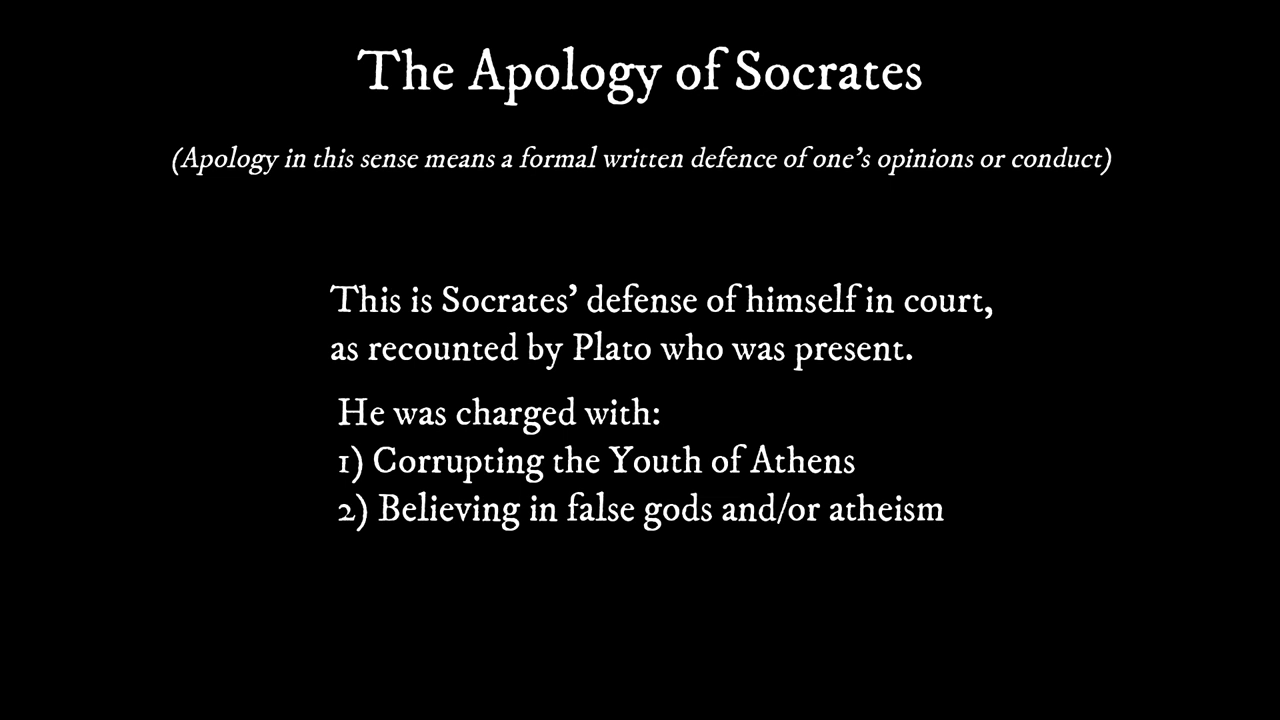 The Apology of Socrates
(Apology in this sense means a formal written defence of one's opinions or conduct)
This is Socrates' defense of himself in court,
as recounted by Plato who was present.
He was charged with:
1) Corrupting the Youth of Athens
2) Believing in false gods and/or atheism